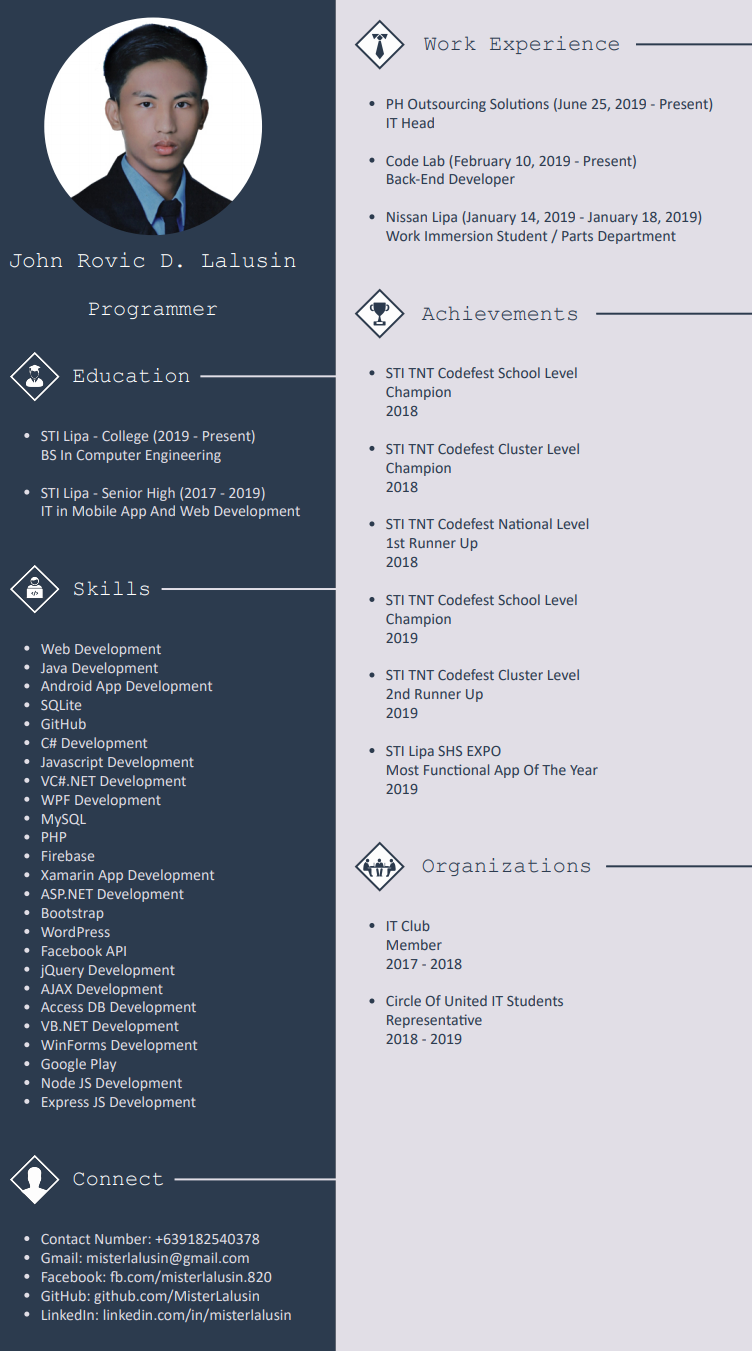 John Rovic D. Lalusin
Programmer
Education
• STI Lipa - College (2019 - Present)
BS In Computer Engineering
• STI Lipa - Senior High (2017 - 2019)
IT in Mobile App And Web Development
Skills
• Web Development
• Java Development
• Android App Development
• SQLite
• GitHub
• C# Development
• Javascript Development
• VC#.NET Development
• WPF Development
• MySQL
• PHP
• Firebase
• Xamarin App Development
• ASP.NET Development
• Bootstrap
• WordPress
• Facebook API
• jQuery Development
• AJAX Development
• Access DB Development
• VB.NET Development
• WinForms Development
• Google Play
• Node JS Development
• Express JS Development
Connect
• Contact Number: +639182540378
• Gmail: misterlalusin@gmail.com
• Facebook: fb.com/misterlalusin.820
• GitHub: github.com/MisterLalusin
• LinkedIn: linkedin.com/in/misterlalusin
Work Experience
• PH Outsourcing Solutions (June 25, 2019 - Present)
IT Head
• Code Lab (February 10, 2019 - Present)
Back-End Developer
• Nissan Lipa (January 14, 2019 - January 18, 2019)
Work Immersion Student / Parts Department
Achievements
• STI TNT Codefest School Level
Champion
2018
• STI TNT Codefest Cluster Level
Champion
2018
• STI TNT Codefest National Level
1st Runner Up
2018
• STI TNT Codefest School Level
Champion
2019
• STI TNT Codefest Cluster Level
2nd Runner Up
2019
• STI Lipa SHS EXPO
Most Functional App Of The Year
2019
Organizations
• IT Club
Member
2017 - 2018
• Circle Of United IT Students
Representative
2018 - 2019